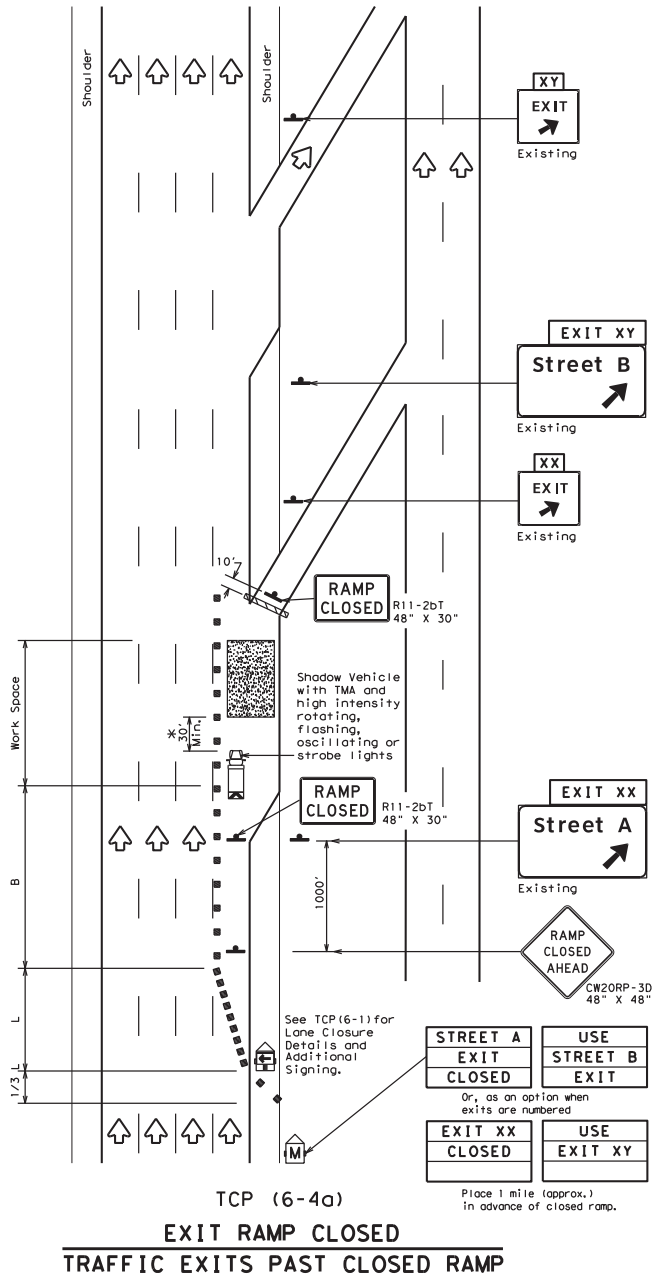 Shoulder
Shoulder
XY
EXIT
Existing
EXIT XY
Street B
Existing
XX
EXIT
Existing
10'
RAMP
CLOSED
R11-2bT
48" X 30"
Work Space
*
30'
Min.
Shadow Vehicle
with TMA and
high intensity
rotating,
flashing,
oscillating or
strobe lights
RAMP
CLOSED
R11-2bT
48" X 30"
EXIT XX
Street A
Existing
B
1000'
RAMP
CLOSED
AHEAD
CW20RP-3D
48" X 48"
L
See TCP(6-1)for
Lane Closure
Details and
Additional
Signing.
1/3 L
STREET A
EXIT
CLOSED
USE
STREET B
EXIT
Or, as an option when
exits are numbered
EXIT XX
CLOSED
USE
EXIT XY
M
Place 1 mile (approx.)
in advance of closed ramp.
TCP (6-4a)
EXIT RAMP CLOSED
TRAFFIC EXITS PAST CLOSED RAMP